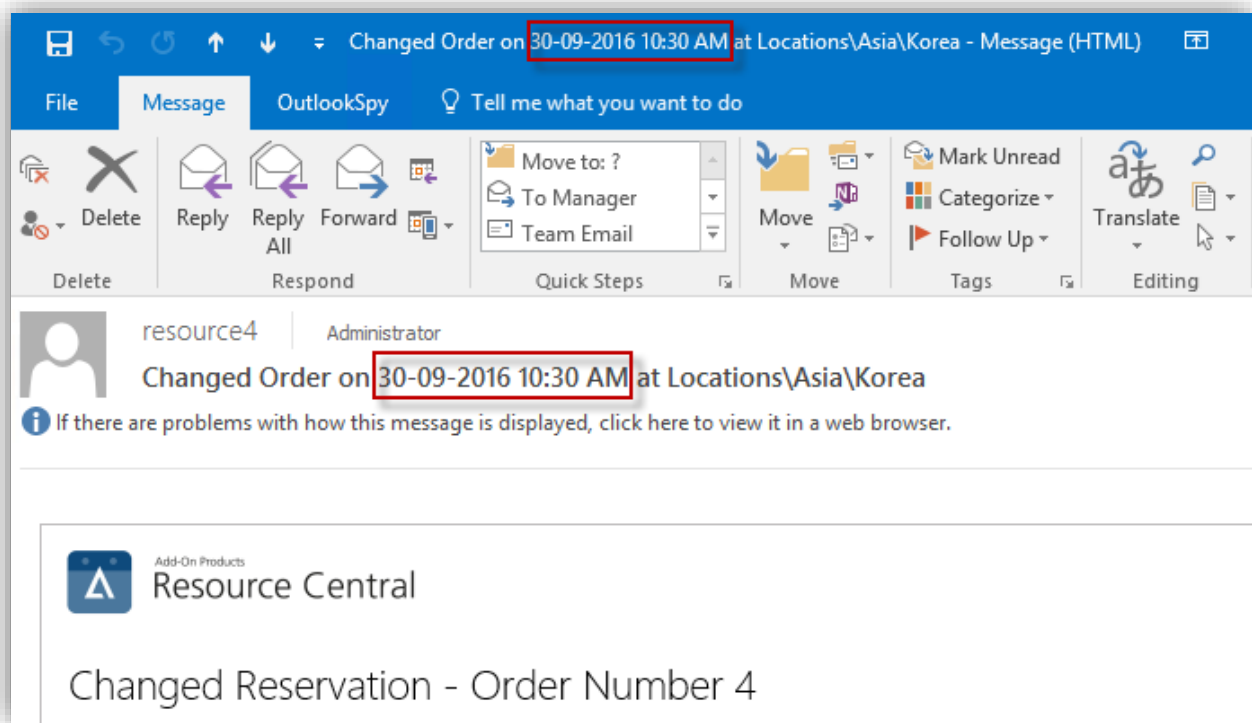 Changed Order on 30-09-2016 10:30 AM at Locations\Asia\Korea - Message (HTML)
File Message OutlookSpy Tell me what you want to do
Delete
Reply
Reply All
Forward
Move to: ?
To Manager
Team Email
Move
Mark Unread
Categorize
Follow Up
Translate
Delete Respond Quick Steps Move Tags Editing
resource4 Administrator
Changed Order on 30-09-2016 10:30 AM at Locations\Asia\Korea
If there are problems with how this message is displayed, click here to view it in a web browser.
Add-On Products
Resource Central
Changed Reservation - Order Number 4